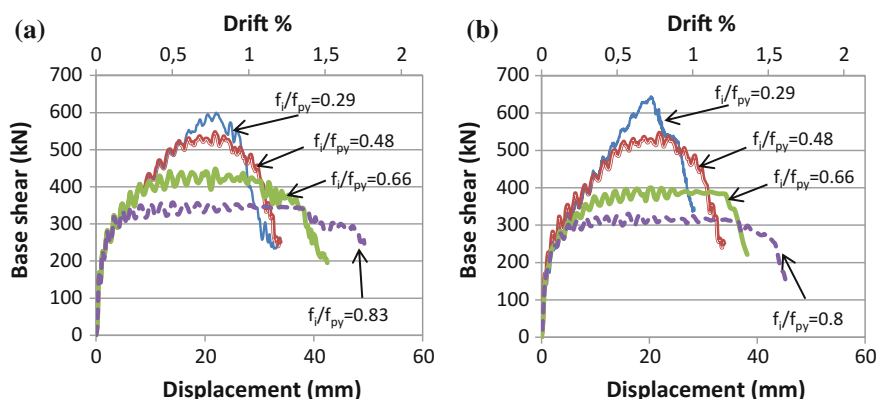 (a)
Drift %
0 0,5 1 1,5 2
700
600
500
400
300
200
100
0
Base shear (kN)
fi/fpy=0.29
fi/fpy=0.48
fi/fpy=0.66
fi/fpy=0.83
0 20 40 60
Displacement (mm)
(b)
Drift %
0 0,5 1 1,5 2
700
600
500
400
300
200
100
0
Base shear (kN)
fi/fpy=0.29
fi/fpy=0.48
fi/fpy=0.66
fi/fpy=0.8
0 20 40 60
Displacement (mm)